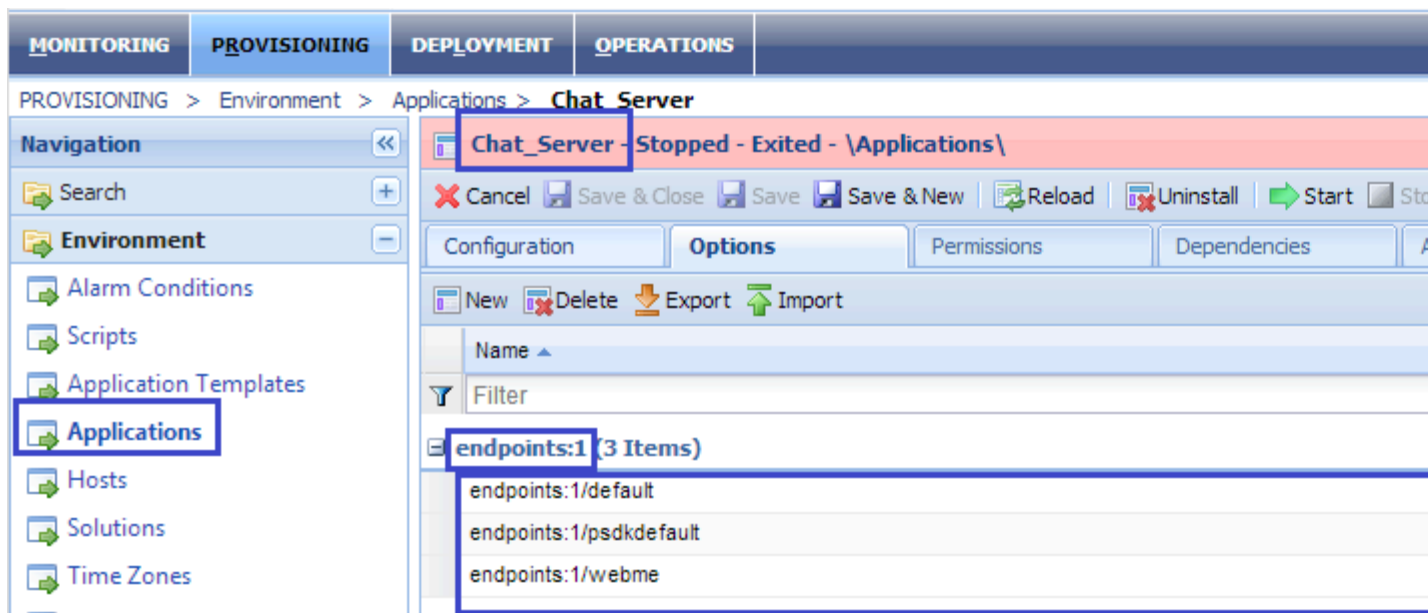 MONITORING PROVISIONING DEPLOYMENT OPERATIONS
PROVISIONING > Environment > Applications > Chat_Server
Navigation
Chat_Server - Stopped - Exited - \Applications\
Search
Cancel Save & Close Save Save & New Reload Uninstall Start
Environment
Configuration Options Permissions Dependencies
Alarm Conditions
New Delete Export Import
Scripts
Name
Application Templates
Filter
Applications
endpoints:1 (3 Items)
Hosts
endpoints:1/default
Solutions
endpoints:1/psdkdefault
Time Zones
endpoints:1/webme